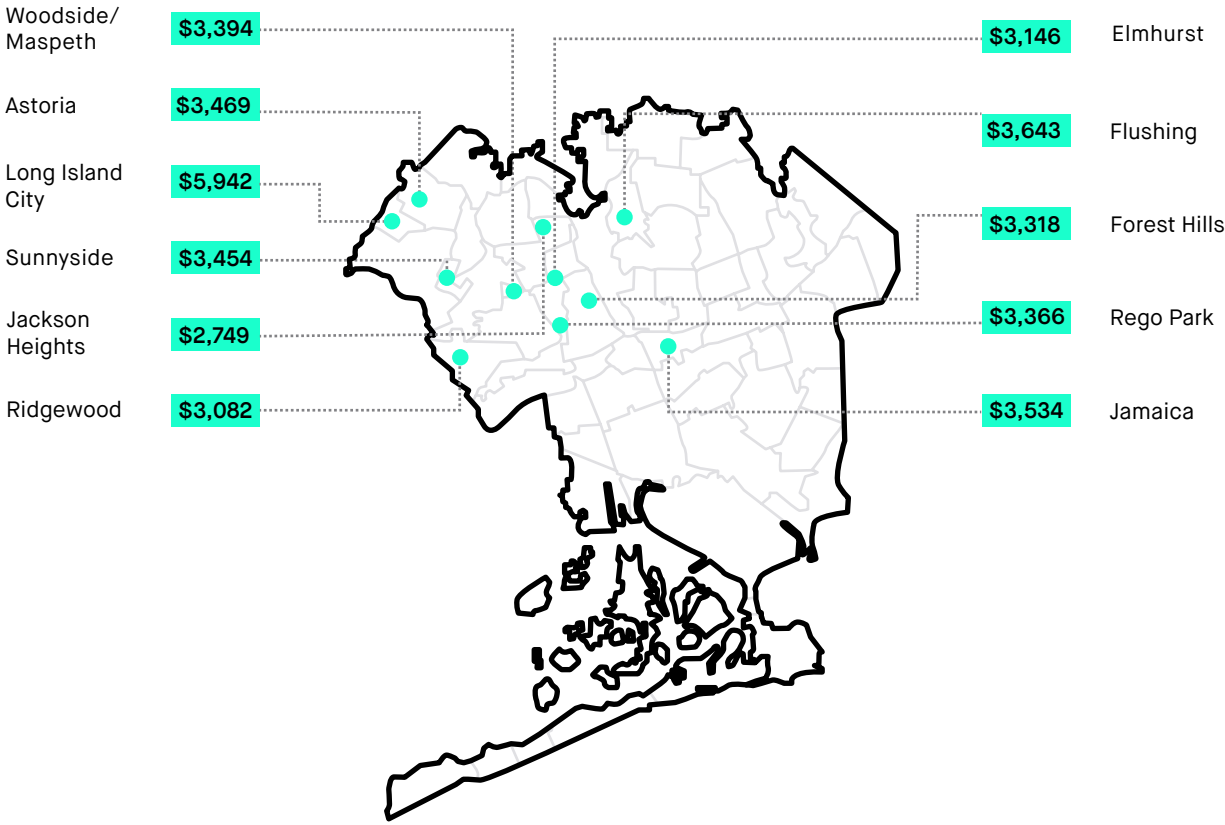 Woodside/
Maspeth
$3,394
Astoria
$3,469
Long Island
City
$5,942
Sunnyside
$3,454
Jackson
Heights
$2,749
Ridgewood
$3,082
$3,146
Elmhurst
$3,643
Flushing
$3,318
Forest Hills
$3,366
Rego Park
$3,534
Jamaica